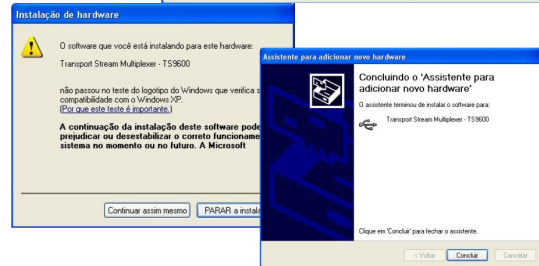 Instalação de hardware
O software que você está instalando para este hardware:
Transport Stream Multiplexer - TS9600
não passou no teste do logotipo do Windows que verifica
compatibilidade com o Windows XP.
(Por que este teste é importante.)
A continuação da instalação deste software pode
prejudicar ou desestabilizar o correto
sistema no momento ou no futuro. A Microsoft
Continuar assim mesmo
PARAR a
Assistente para adicionar novo hardware
Concluindo o 'Assistente para
adicionar novo hardware'
O assistente terminou de instalar o software para:
Transport Stream Multiplexer - TS9600
Clique em 'Concluir' para fechar o assistente.
< Voltar
Concluir
Cancelar